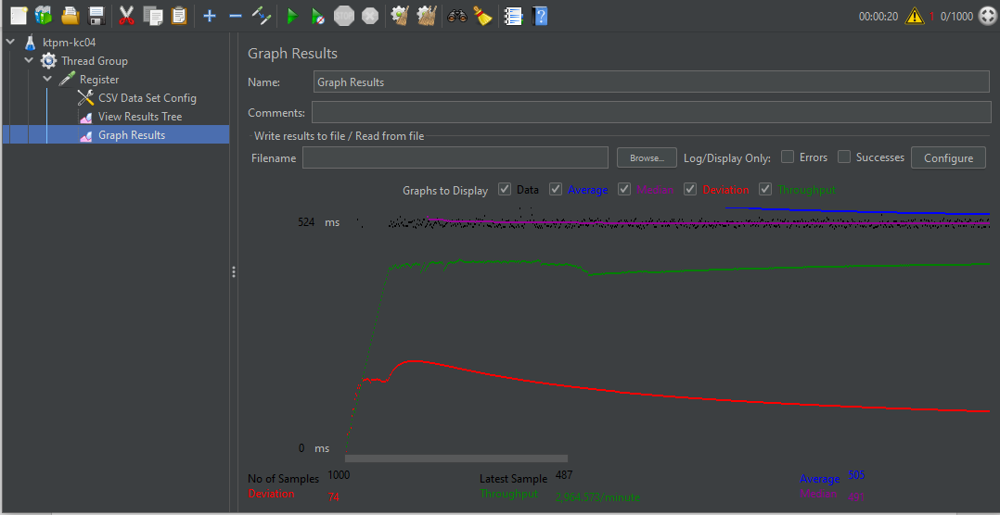 00:00:20 1 0/1000
ktpm-kc04
Thread Group
Register
CSV Data Set Config
View Results Tree
Graph Results
Graph Results
Name: Graph Results
Comments:
Write results to file / Read from file
Filename Browse... Log/Display Only: Errors Successes Configure
Graphs to Display Data Average Median Deviation Throughput
524 ms
0 ms
No of Samples 1000 Latest Sample 487 Average 505
Deviation 74 Throughput 2,964.573/minute Median 491